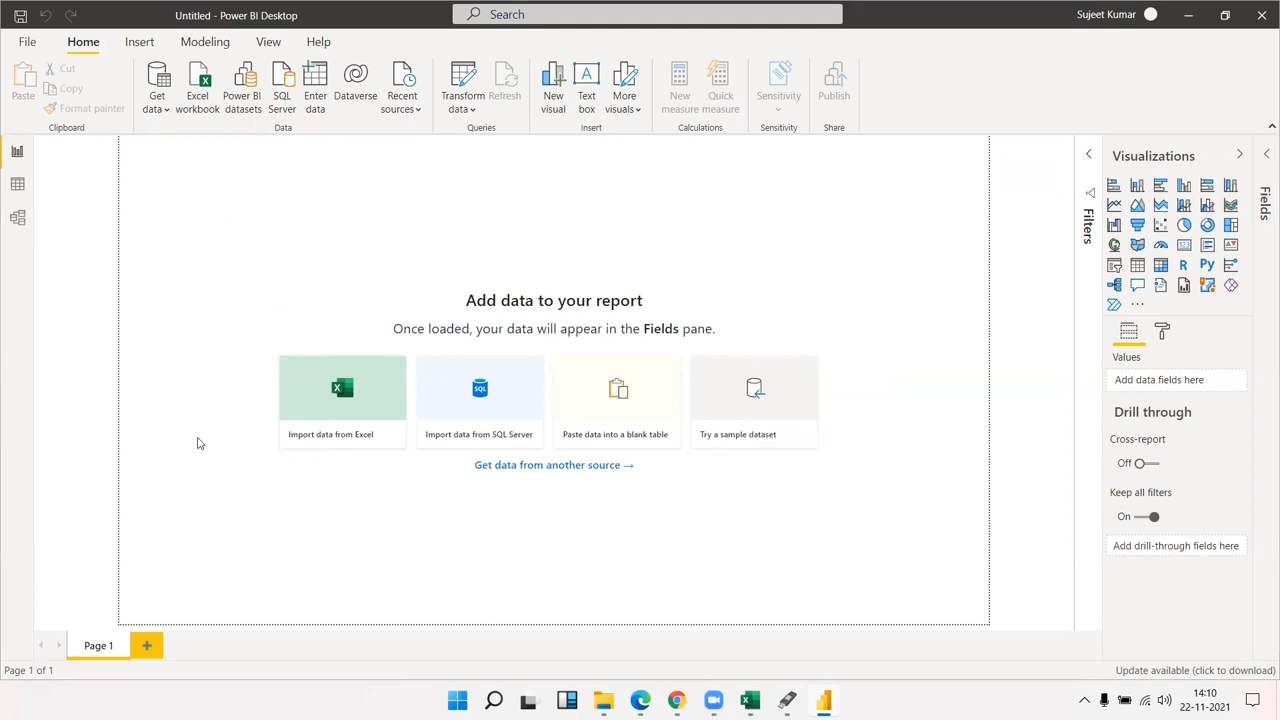 Untitled - Power BI Desktop
Search
Sujeet Kumar
File
Home
Insert
Modeling
View
Help
Paste
Cut
Copy
Format painter
Clipboard
Get
data
Excel
workbook
Power BI
datasets
SQL
Server
Enter
data
Dataverse
Recent
sources
Data
Transform
data
Refresh
Queries
New
visual
Text
box
More
visuals
Insert
New
measure
Quick
measure
Calculations
Sensitivity
Sensitivity
Publish
Share
Add data to your report
Once loaded, your data will appear in the Fields pane.
SQL
Import data from Excel
Import data from SQL Server
Paste data into a blank table
Try a sample dataset
Get data from another source →
Filters
Visualizations
R
Py
Values
Add data fields here
Drill through
Cross-report
Off
Keep all filters
On
Add drill-through fields here
Fields
Page 1
Page 1 of 1
Update available (click to download)
14:10
22-11-2021